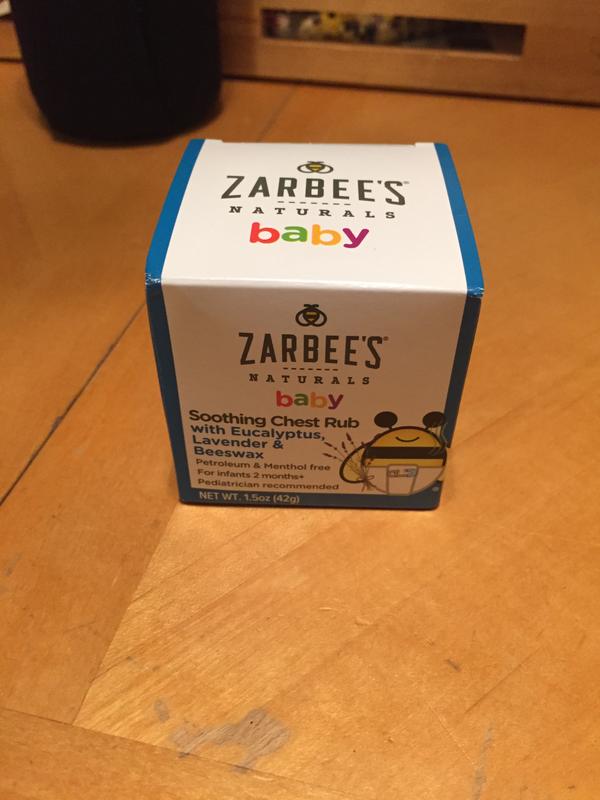 ZARBEE'S®
NATURALS
baby
ZARBEE'S®
NATURALS
baby
Soothing Chest Rub
with Eucalyptus,
Lavender &
Beeswax
Petroleum & Menthol free
For infants 2 months+
Pediatrician recommended
NET WT. 1.5oz (42g)